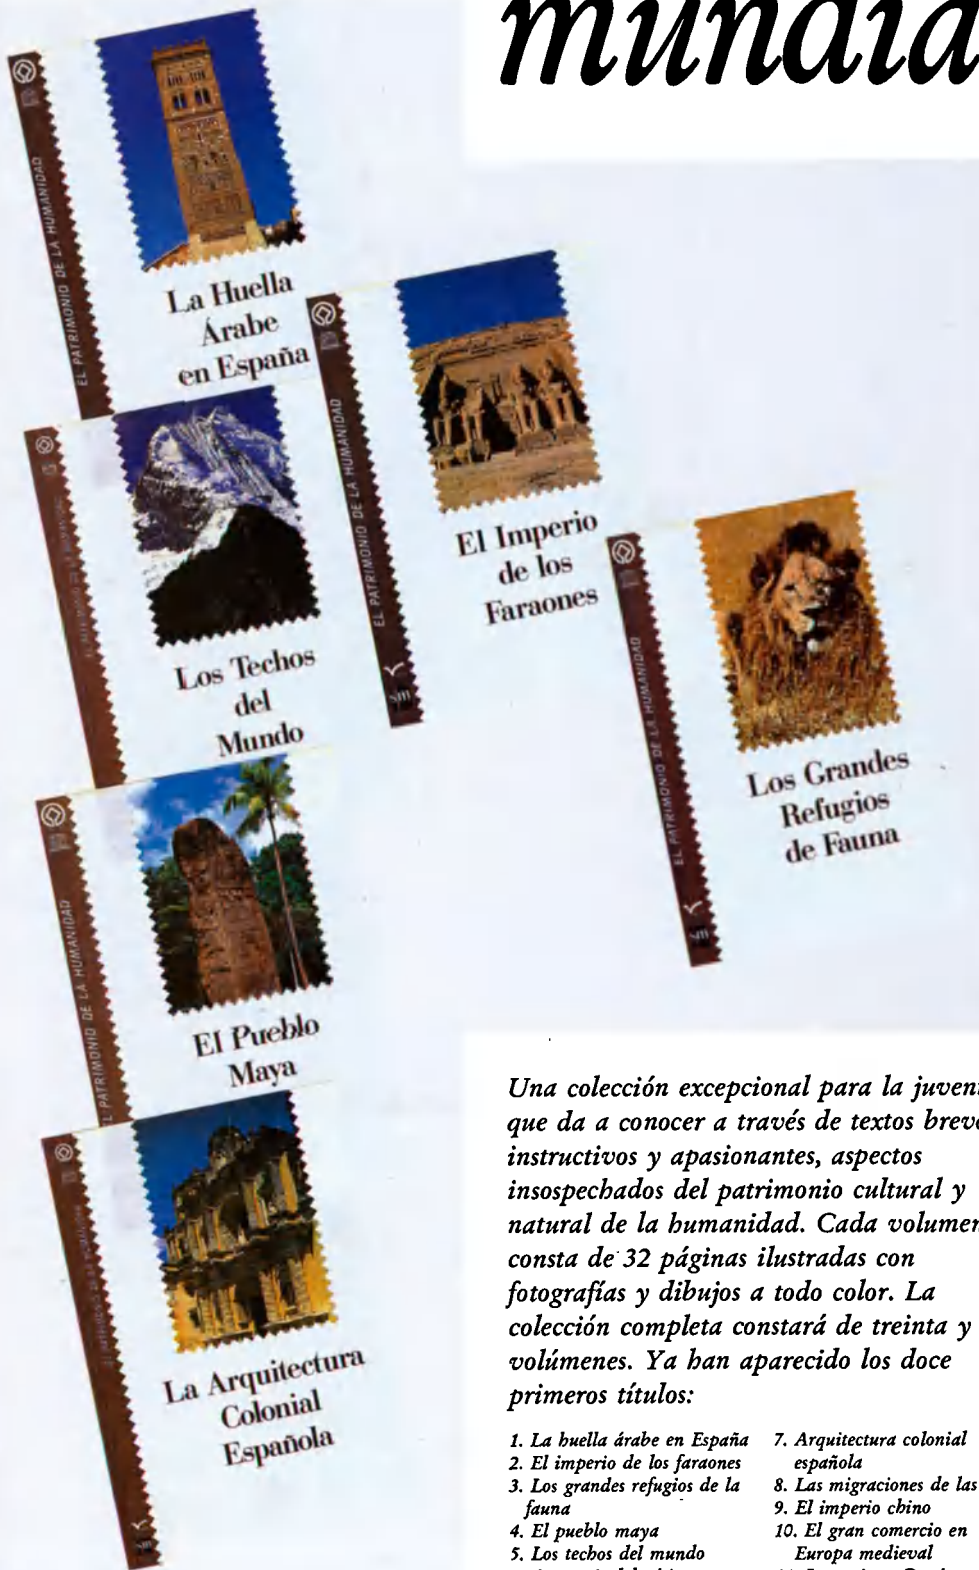 mundia
EL PATRIMONIO DE LA HUMANIDAD
La Huella
Árabe
en España
EL PATRIMONIO DE LA HUMANIDAD
sm
El Imperio
de los
Faraones
Los Techos
del
Mundo
EL PATRIMONIO DE LA HUMANIDAD
sm
Los Grandes
Refugios
de Fauna
EL PATRIMONIO DE LA HUMANIDAD
El Pueblo
Maya
sm
La Arquitectura
Colonial
Española
Una colección excepcional para la juven
que da a conocer a través de textos brev
instructivos y apasionantes, aspectos
insospechados del patrimonio cultural y
natural de la humanidad. Cada volumen
consta de 32 páginas ilustradas con
fotografías y dibujos a todo color. La
colección completa constará de treinta y
volúmenes. Ya han aparecido los doce
primeros títulos:
1. La huella árabe en España
2. El imperio de los faraones
3. Los grandes refugios de la
fauna
4. El pueblo maya
5. Los techos del mundo
7. Arquitectura colonial
española
8. Las migraciones de las
9. El imperio chino
10. El gran comercio en
Europa medieval